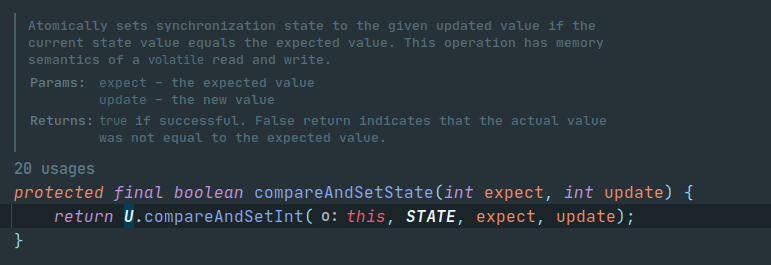 Atomically sets synchronization state to the given updated value if the
current state value equals the expected value. This operation has memory
semantics of a volatile read and write.
Params: expect – the expected value
update – the new value
Returns: true if successful. False return indicates that the actual value
was not equal to the expected value.
20 usages
protected final boolean compareAndSetState(int expect, int update) {
return U.compareAndSetInt( o: this, STATE, expect, update);
}